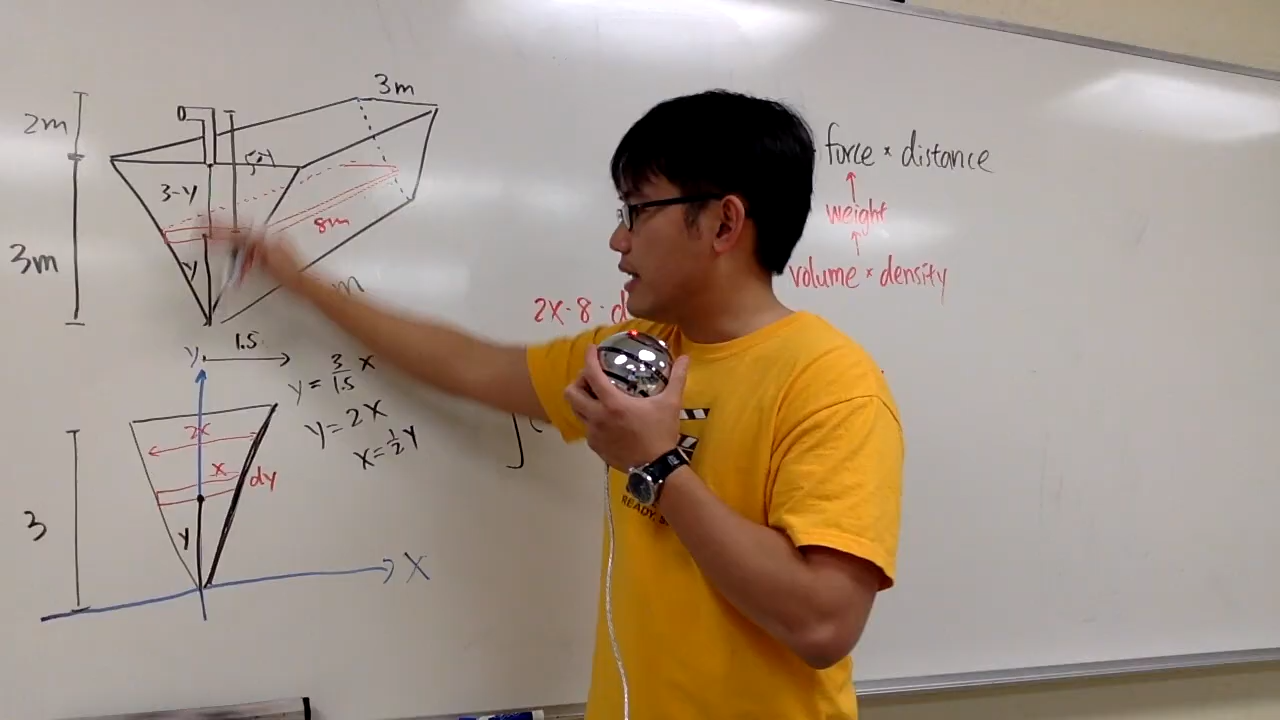 3m
2m
3-y
3m
8m
y
m
force × distance
weight
volume × density
2x·8·d
1.5
y
y = 3/1.5 x
y = 2x
x = 1/2 y
2x
x
dy
3
y
X
READY, S